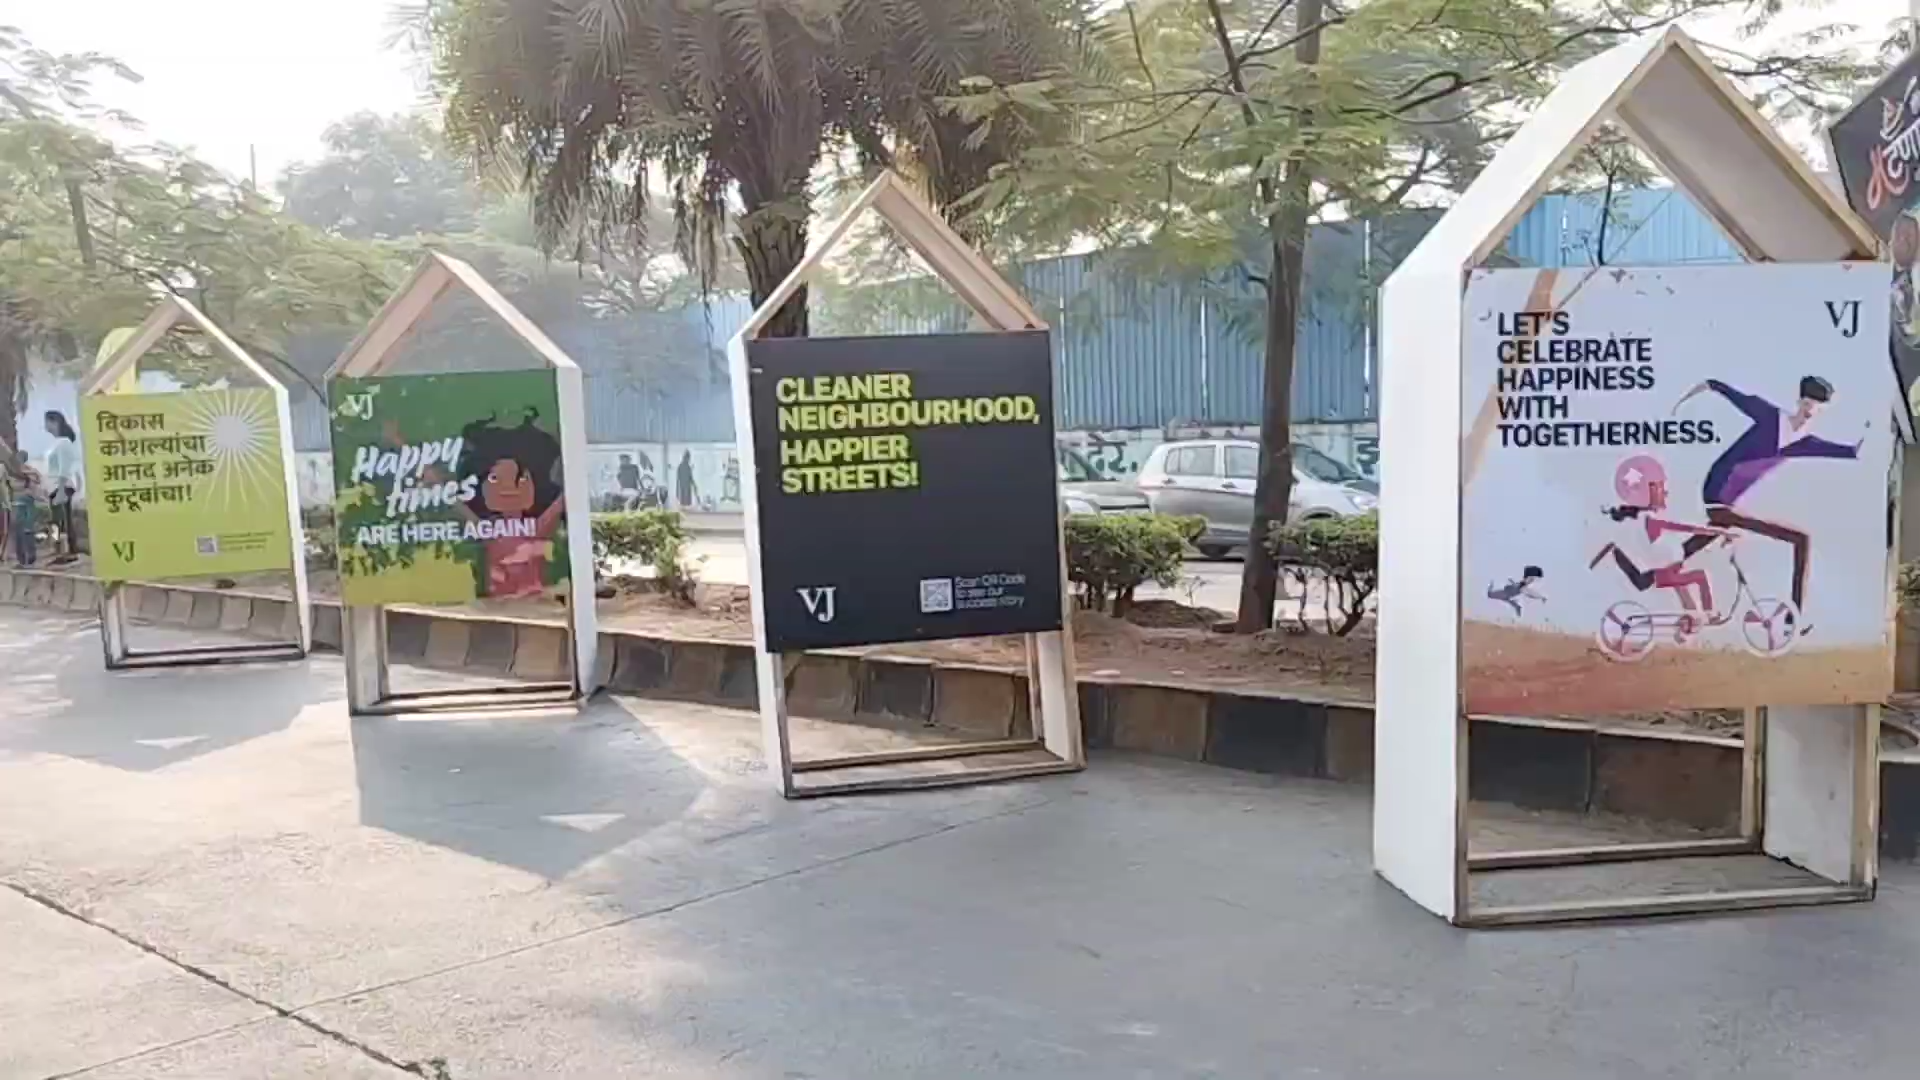 विकास
कौशल्यांचा
आनंद अनेक
कुटूंबांचा!
VJ
VJ
Happy
times
ARE HERE AGAIN!
CLEANER
NEIGHBOURHOOD,
HAPPIER
STREETS!
VJ
Scan QR Code
to see our
success story
LET'S
CELEBRATE
HAPPINESS
WITH
TOGETHERNESS.
VJ